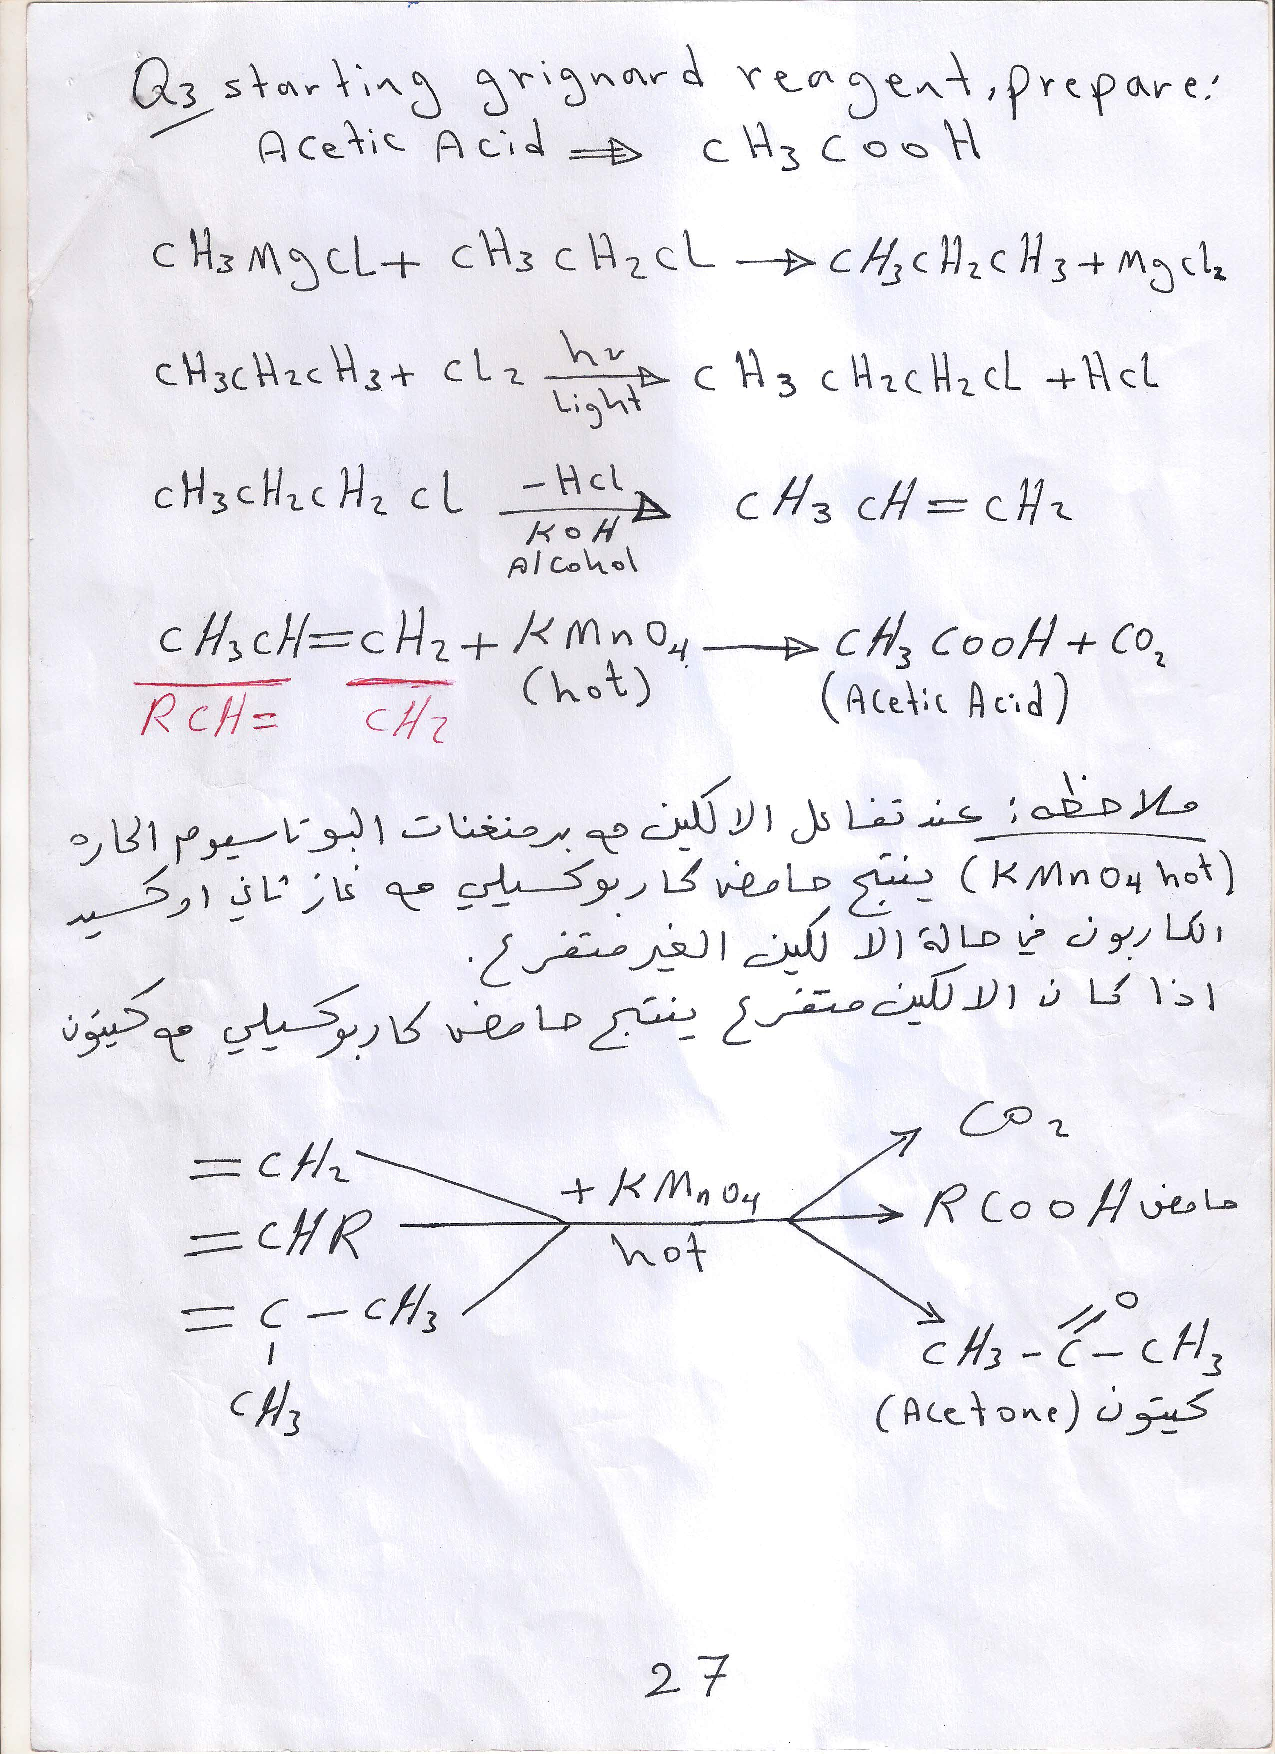 Q3 starting grignard reagent, prepare:
Acetic Acid ⇒ CH3COOH
CH3MgCl + CH3CH2Cl → CH3CH2CH3 + MgCl2
CH3CH2CH3 + Cl2 hv Light → CH3CH2CH2Cl + HCl
CH3CH2CH2Cl -HCl KOH Alcohol → CH3CH=CH2
CH3CH=CH2 + KMnO4 (hot) → CH3COOH + CO2
RCH= CH2 (Acetic Acid)
ملاحظه: عند تفاعل الالكين مع برمنغنات البوتاسيوم الحاره
(KMnO4 hot) ينتج حامض كاربوكسيلي مع غاز ثاني اوكسيد
الكاربون في حالة الالكين الغير متفرع.
اذا كان الالكين متفرع ينتج حامض كاربوكسيلي مع كيتون
CO2
=CH2
+ KMnO4
=CHR
hot
RCOOH حامض
=C-CH3
CH3
CH3-C-CH3
O
كيتون (Acetone)
27